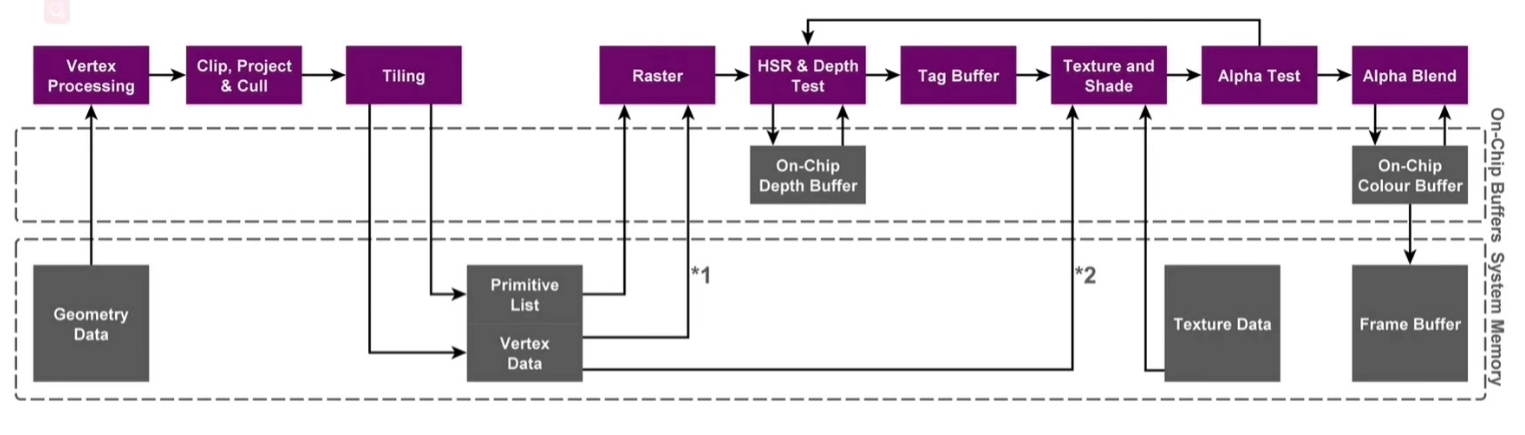 Vertex
Processing
Clip, Project
& Cull
Tiling
Raster
HSR & Depth
Test
Tag Buffer
Texture and
Shade
Alpha Test
Alpha Blend
On-Chip
Depth Buffer
On-Chip
Colour Buffer
On-Chip Buffers
Geometry
Data
Primitive
List
Vertex
Data
*1
*2
Texture Data
Frame Buffer
System Memory